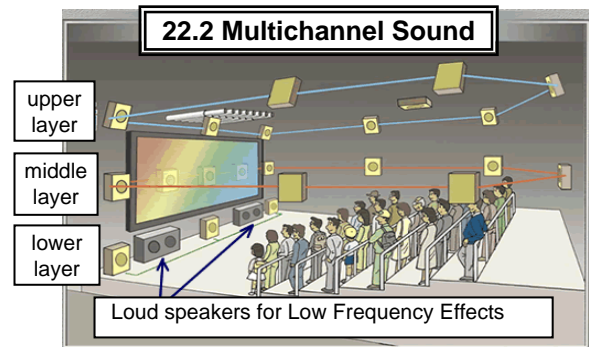 22.2 Multichannel Sound
upper
layer
middle
layer
lower
layer
Loud speakers for Low Frequency Effects